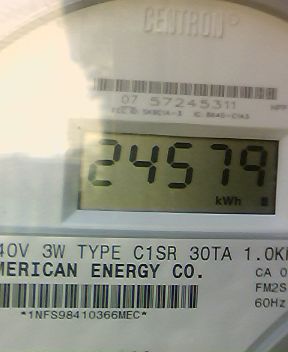 CENTRON®
07 57245311
24579
kWh
40V 3W TYPE C1SR 30TA 1.0K
MERICAN ENERGY CO.
CA 0
FM2S
60Hz
*1NFS98410366MEC*